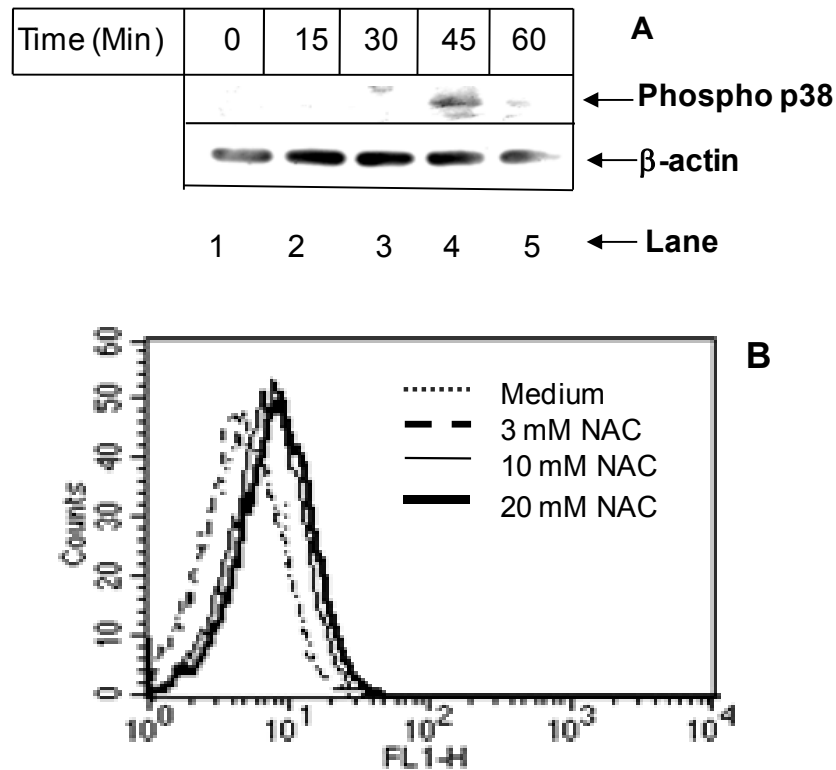 Time (Min) 0 15 30 45 60
A
Phospho p38
β-actin
1 2 3 4 5 Lane
B
60
50
40
30
20
10
0
Counts
Medium
3 mM NAC
10 mM NAC
20 mM NAC
10^0 10^1 10^2 10^3 10^4
FL1-H